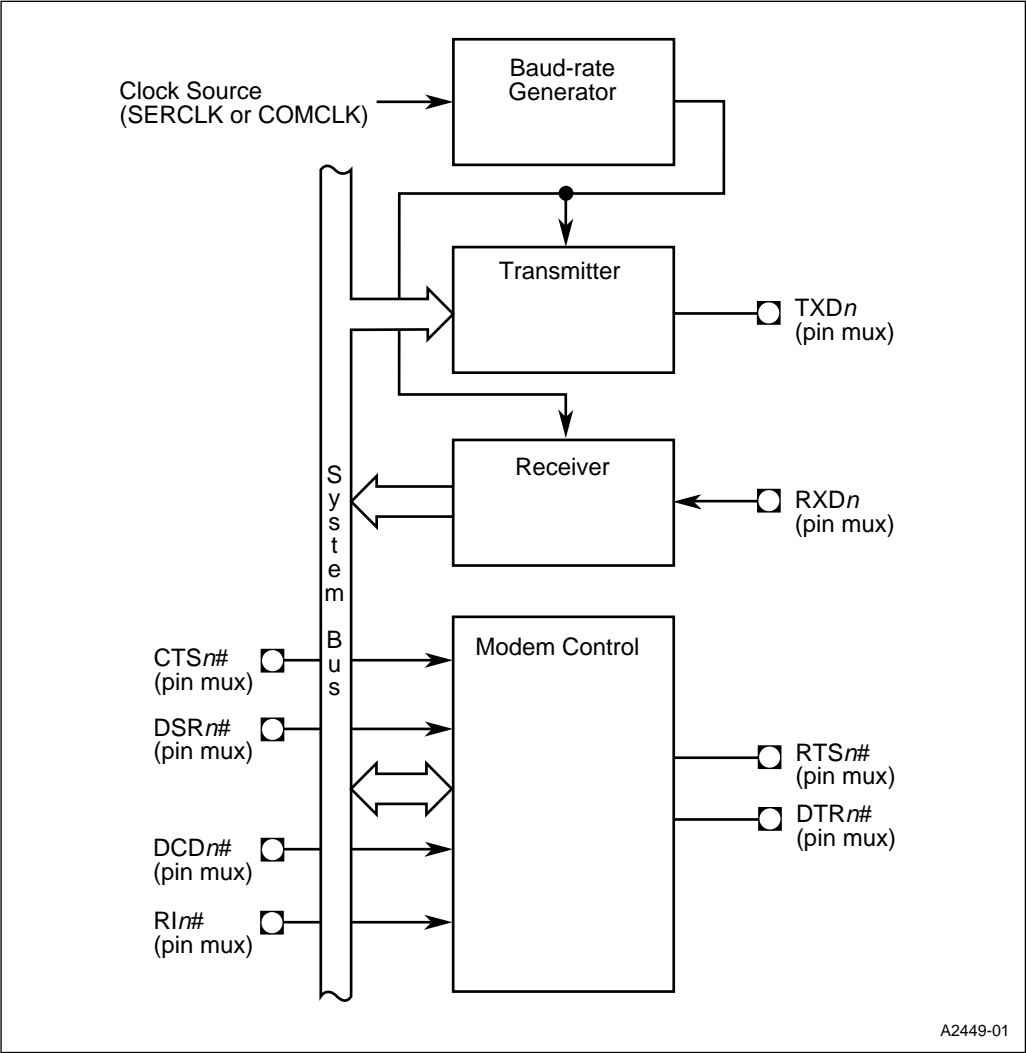 Baud-rate
Generator
Clock Source
(SERCLK or COMCLK)
Transmitter
TXDn
(pin mux)
Receiver
RXDn
(pin mux)
System Bus
Modem Control
CTSn#
(pin mux)
DSRn#
(pin mux)
RTSn#
(pin mux)
DTRn#
(pin mux)
DCDn#
(pin mux)
RIn#
(pin mux)
A2449-01